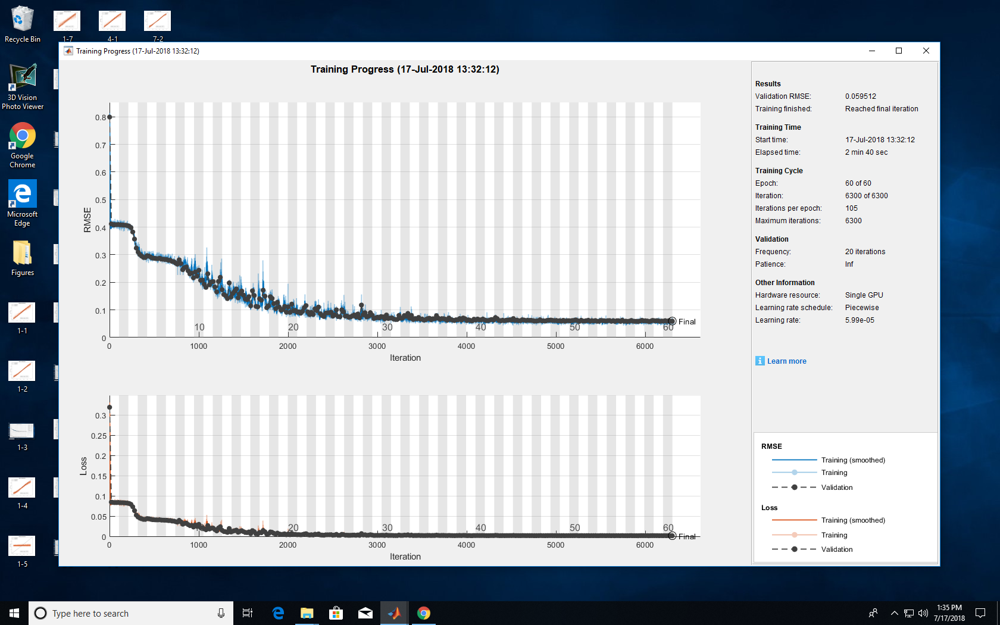 Recycle Bin
1-7
4-1
7-2
3D Vision
Photo Viewer
Google
Chrome
Microsoft
Edge
Figures
1-1
1-2
1-3
1-4
1-5
Training Progress (17-Jul-2018 13:32:12)
Training Progress (17-Jul-2018 13:32:12)
RMSE
0.8
0.7
0.6
0.5
0.4
0.3
0.2
0.1
0
10 20 30 40 50 60 Final
0 1000 2000 3000 4000 5000 6000
Iteration
Loss
0.3
0.25
0.2
0.15
0.1
0.05
0
20 30 40 50 60 Final
0 1000 2000 3000 4000 5000 6000
Iteration
Results
Validation RMSE: 0.059512
Training finished: Reached final iteration
Training Time
Start time: 17-Jul-2018 13:32:12
Elapsed time: 2 min 40 sec
Training Cycle
Epoch: 60 of 60
Iteration: 6300 of 6300
Iterations per epoch: 105
Maximum iterations: 6300
Validation
Frequency: 20 iterations
Patience: Inf
Other Information
Hardware resource: Single GPU
Learning rate schedule: Piecewise
Learning rate: 5.99e-05
Learn more
RMSE
Training (smoothed)
Training
Validation
Loss
Training (smoothed)
Training
Validation
Type here to search
1:35 PM
7/17/2018